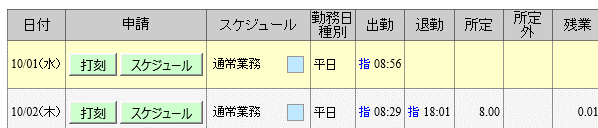 日付 申請 スケジュール 勤務日種別 出勤 退勤 所定 所定外 残業
10/01(水) 打刻 スケジュール 通常業務 平日 指 08:56
10/02(木) 打刻 スケジュール 通常業務 平日 指 08:29 指 18:01 8.00 0.01